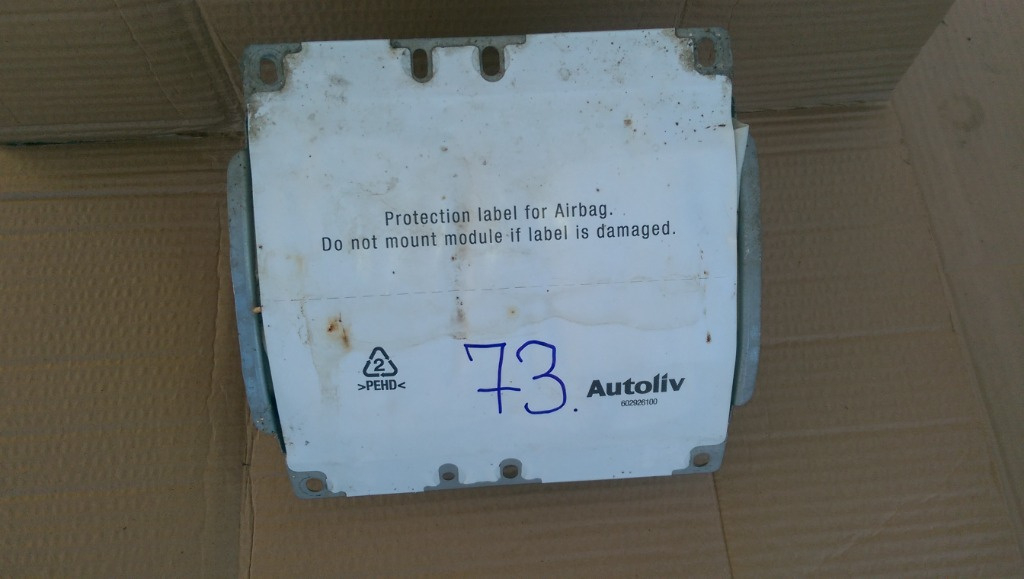 Protection label for Airbag.
Do not mount module if label is damaged.
2
>PEHD<
73.
Autoliv
602926100